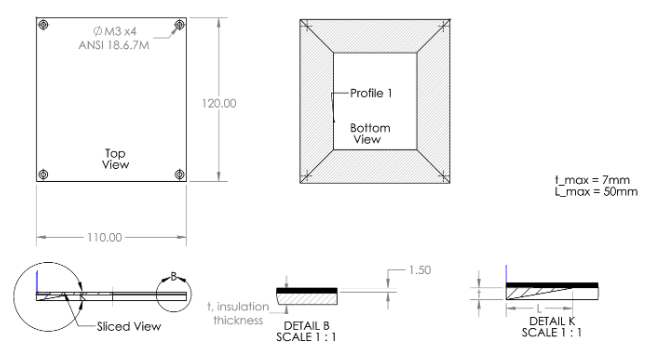 Ø M3 x4
ANSI 18.6.7M
120.00
Top
View
110.00
Profile 1
Bottom
View
t_max = 7mm
L_max = 50mm
B
Sliced View
1.50
t, insulation
thickness
DETAIL B
SCALE 1 : 1
t
L
DETAIL K
SCALE 1 : 1